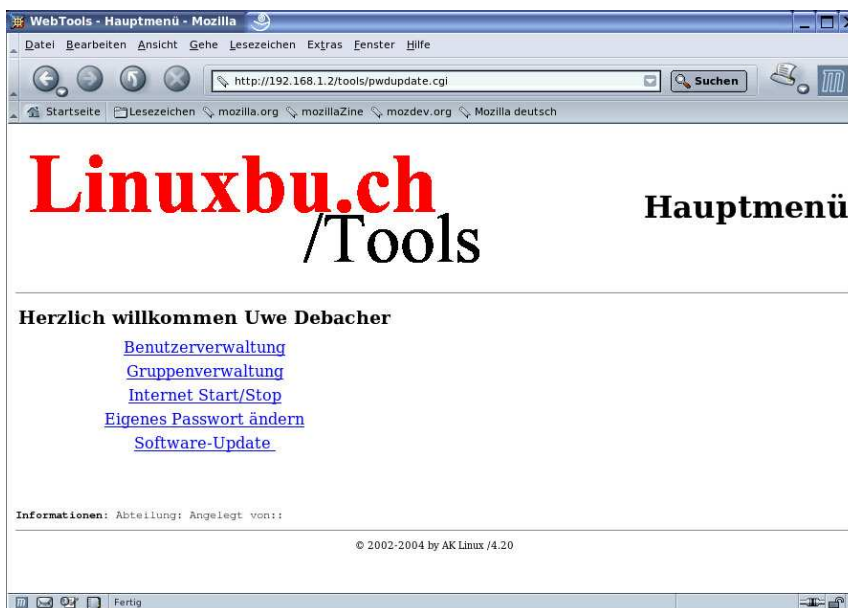 WebTools - Hauptmenü - Mozilla
Datei Bearbeiten Ansicht Gehe Lesezeichen Extras Fenster Hilfe
http://192.168.1.2/tools/pwdupdate.cgi Suchen
Startseite Lesezeichen mozilla.org mozillaZine mozdev.org Mozilla deutsch
Linuxbu.ch
/Tools
Hauptmenü
Herzlich willkommen Uwe Debacher
Benutzerverwaltung
Gruppenverwaltung
Internet Start/Stop
Eigenes Passwort ändern
Software-Update
Informationen: Abteilung: Angelegt von::
© 2002-2004 by AK Linux /4.20
Fertig